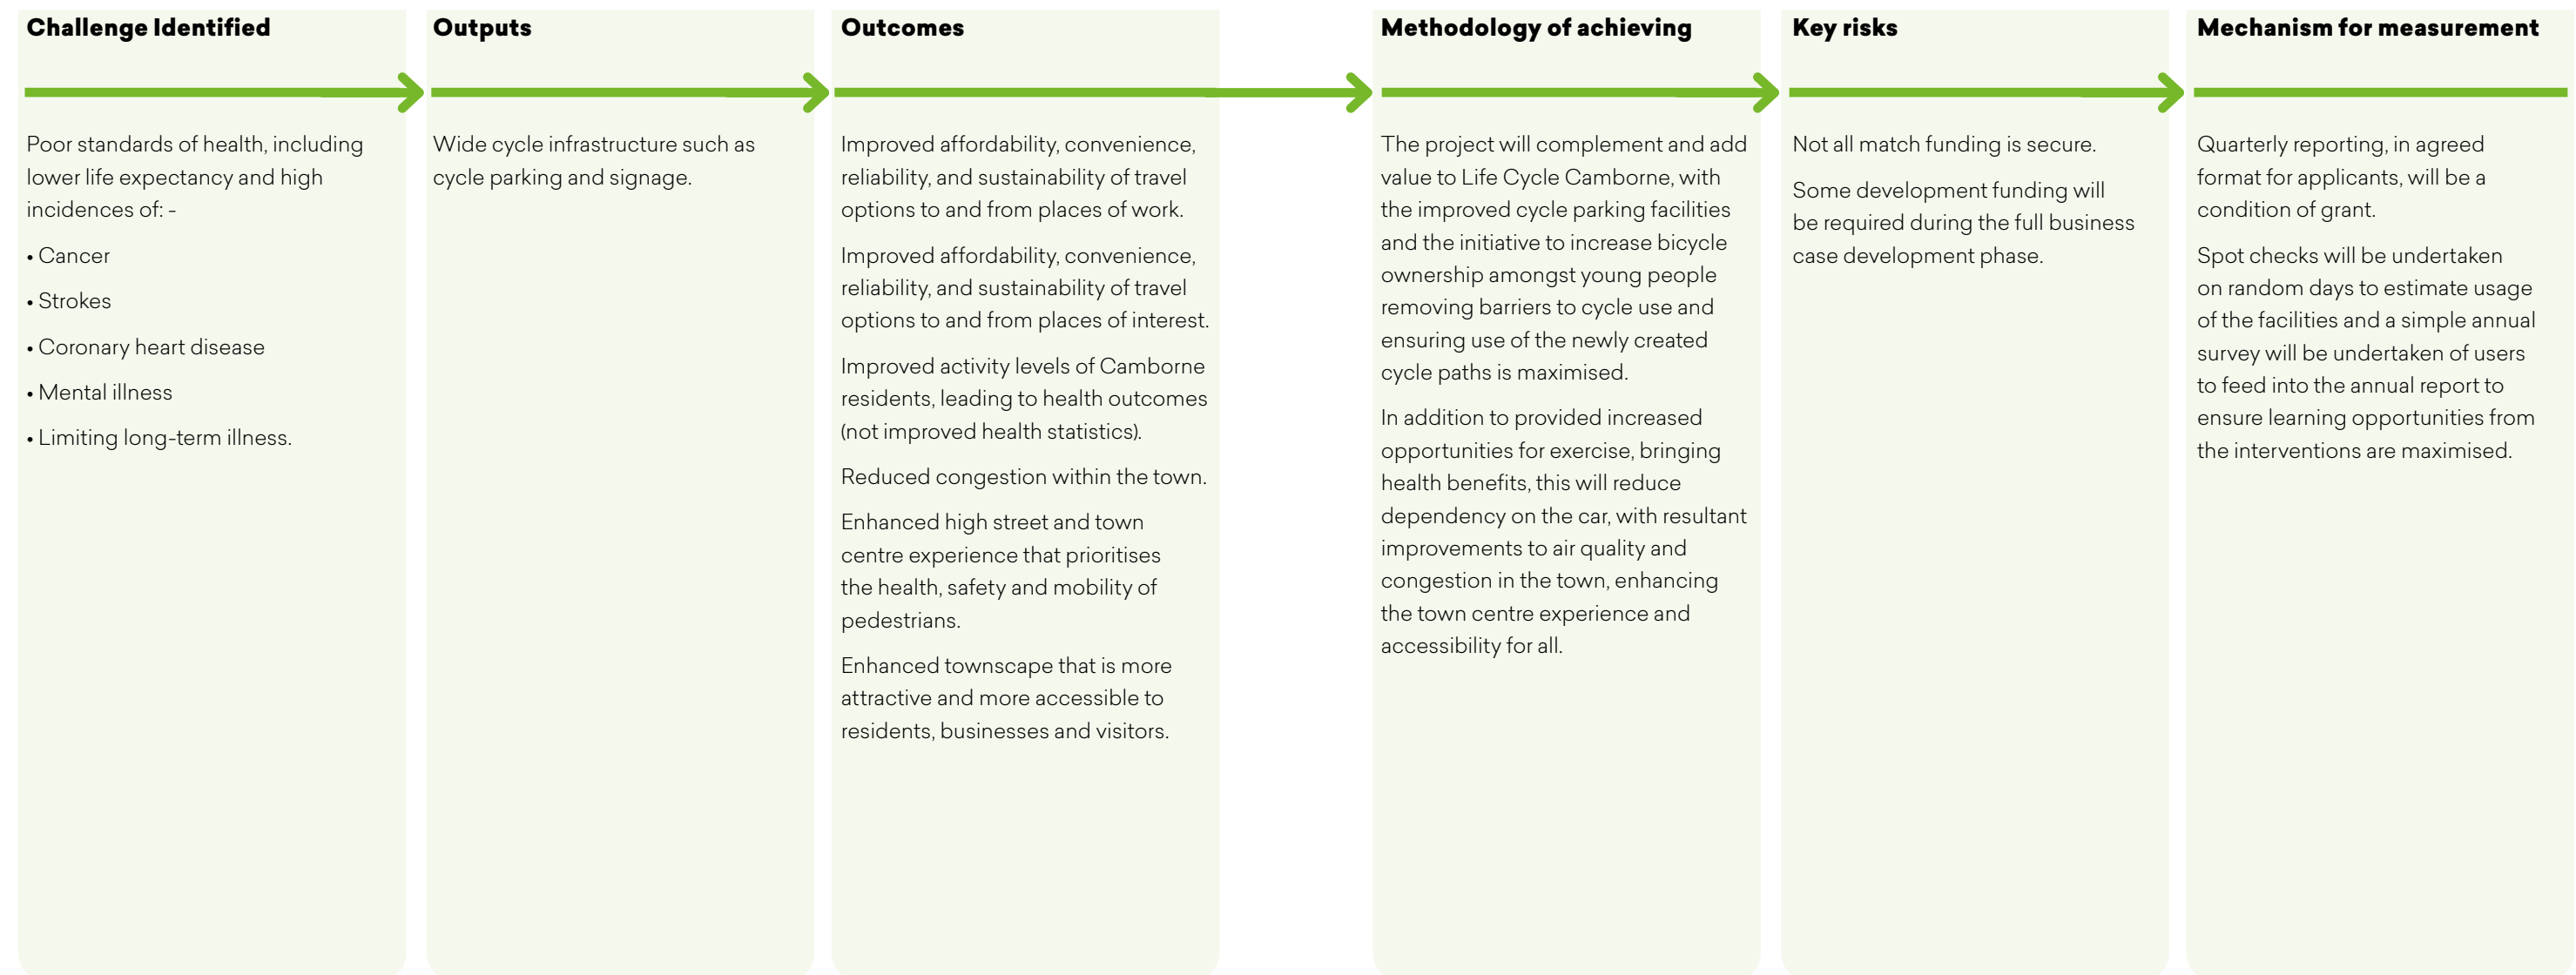 Challenge Identified
Poor standards of health, including
lower life expectancy and high
incidences of: -
• Cancer
• Strokes
• Coronary heart disease
• Mental illness
• Limiting long-term illness.
Outputs
Wide cycle infrastructure such as
cycle parking and signage.
Outcomes
Improved affordability, convenience,
reliability, and sustainability of travel
options to and from places of work.
Improved affordability, convenience,
reliability, and sustainability of travel
options to and from places of interest.
Improved activity levels of Camborne
residents, leading to health outcomes
(not improved health statistics).
Reduced congestion within the town.
Enhanced high street and town
centre experience that prioritises
the health, safety and mobility of
pedestrians.
Enhanced townscape that is more
attractive and more accessible to
residents, businesses and visitors.
Methodology of achieving
The project will complement and add
value to Life Cycle Camborne, with
the improved cycle parking facilities
and the initiative to increase bicycle
ownership amongst young people
removing barriers to cycle use and
ensuring use of the newly created
cycle paths is maximised.
In addition to provided increased
opportunities for exercise, bringing
health benefits, this will reduce
dependency on the car, with resultant
improvements to air quality and
congestion in the town, enhancing
the town centre experience and
accessibility for all.
Key risks
Not all match funding is secure.
Some development funding will
be required during the full business
case development phase.
Mechanism for measurement
Quarterly reporting, in agreed
format for applicants, will be a
condition of grant.
Spot checks will be undertaken
on random days to estimate usage
of the facilities and a simple annual
survey will be undertaken of users
to feed into the annual report to
ensure learning opportunities from
the interventions are maximised.